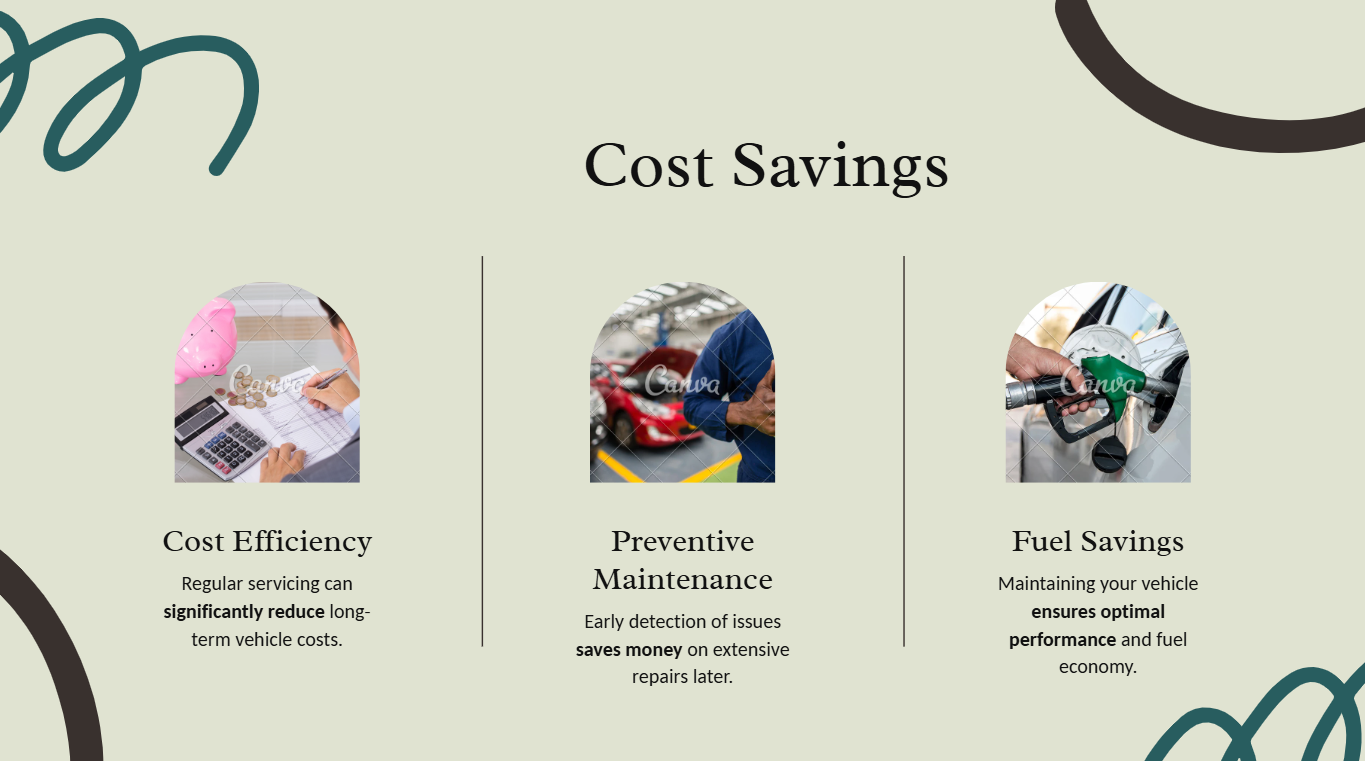 Cost Savings
Canva
Cost Efficiency
Regular servicing can
significantly reduce long-
term vehicle costs.
Canva
Preventive
Maintenance
Early detection of issues
saves money on extensive
repairs later.
Canva
Fuel Savings
Maintaining your vehicle
ensures optimal
performance and fuel
economy.